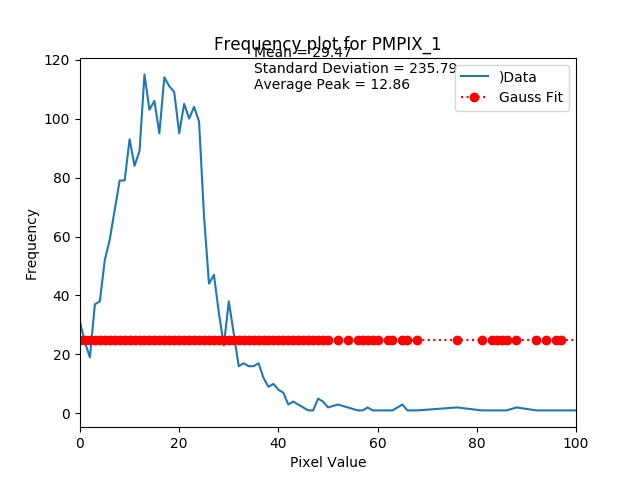 Frequency plot for PMPIX_1
Mean = 29.47
Standard Deviation = 235.79
Average Peak = 12.86
)Data
Gauss Fit
120
100
80
60
40
20
0
Frequency
0 20 40 60 80 100
Pixel Value